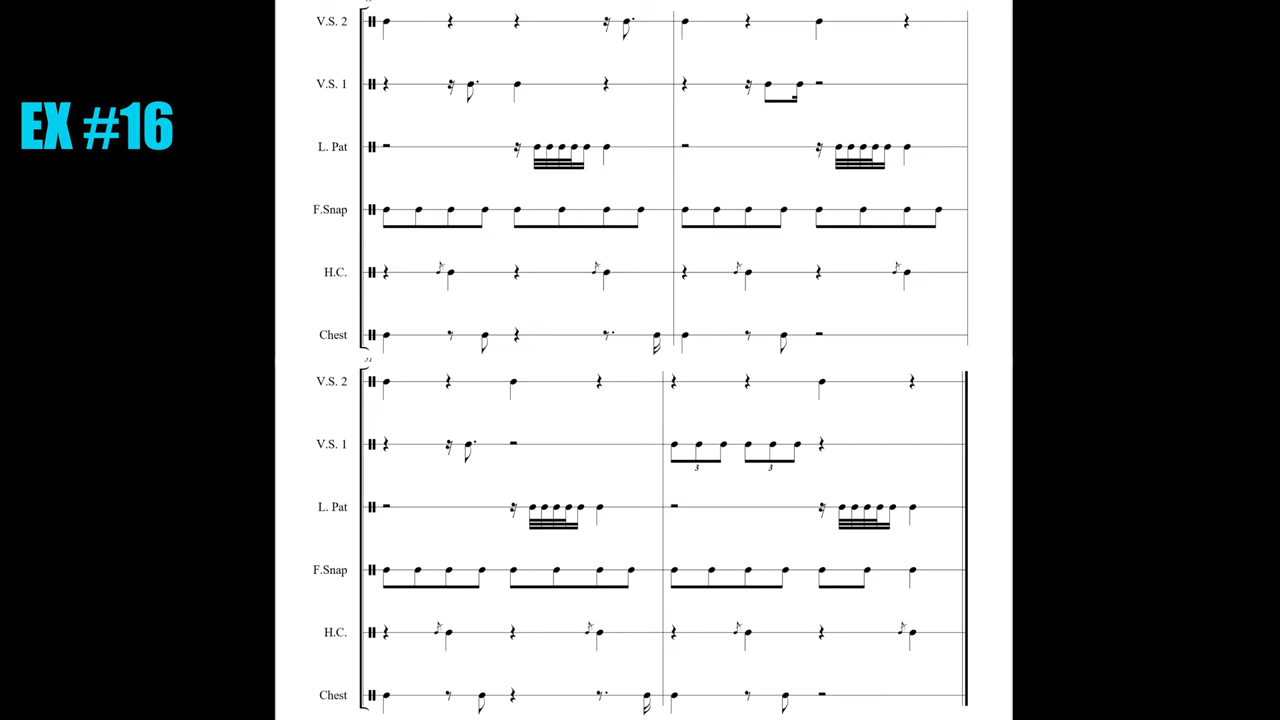 EX #16
V.S. 2
V.S. 1
L. Pat
F.Snap
H.C.
Chest
V.S. 2
V.S. 1
3 3
L. Pat
F.Snap
H.C.
Chest